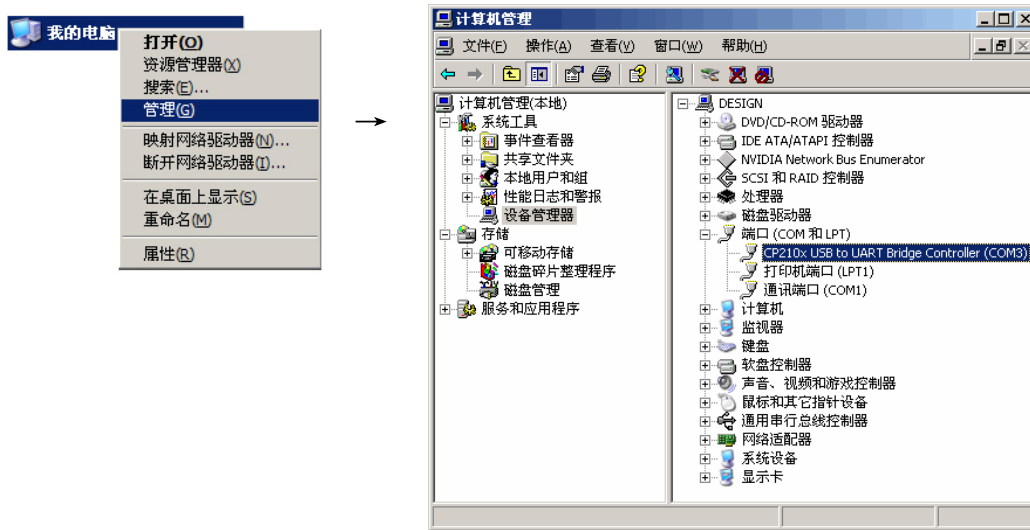 我的电脑
打开(O)
资源管理器(X)
搜索(E)...
管理(G)
映射网络驱动器(N)...
断开网络驱动器(I)...
在桌面上显示(S)
重命名(M)
属性(R)
计算机管理
文件(F) 操作(A) 查看(V) 窗口(W) 帮助(H)
计算机管理(本地)
系统工具
事件查看器
共享文件夹
本地用户和组
性能日志和警报
设备管理器
存储
可移动存储
磁盘碎片整理程序
磁盘管理
服务和应用程序
DESIGN
DVD/CD-ROM 驱动器
IDE ATA/ATAPI 控制器
NVIDIA Network Bus Enumerator
SCSI 和 RAID 控制器
处理器
磁盘驱动器
端口 (COM 和 LPT)
CP210x USB to UART Bridge Controller (COM3)
打印机端口 (LPT1)
通讯端口 (COM1)
计算机
监视器
键盘
软盘控制器
声音、视频和游戏控制器
鼠标和其它指针设备
通用串行总线控制器
网络适配器
系统设备
显示卡